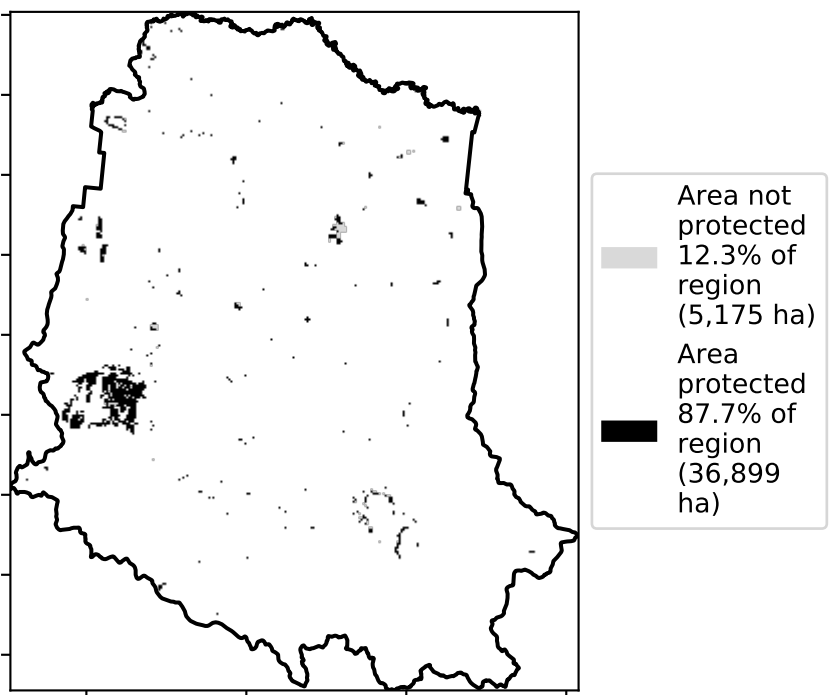 Area not
protected
12.3% of
region
(5,175 ha)
Area
protected
87.7% of
region
(36,899
ha)